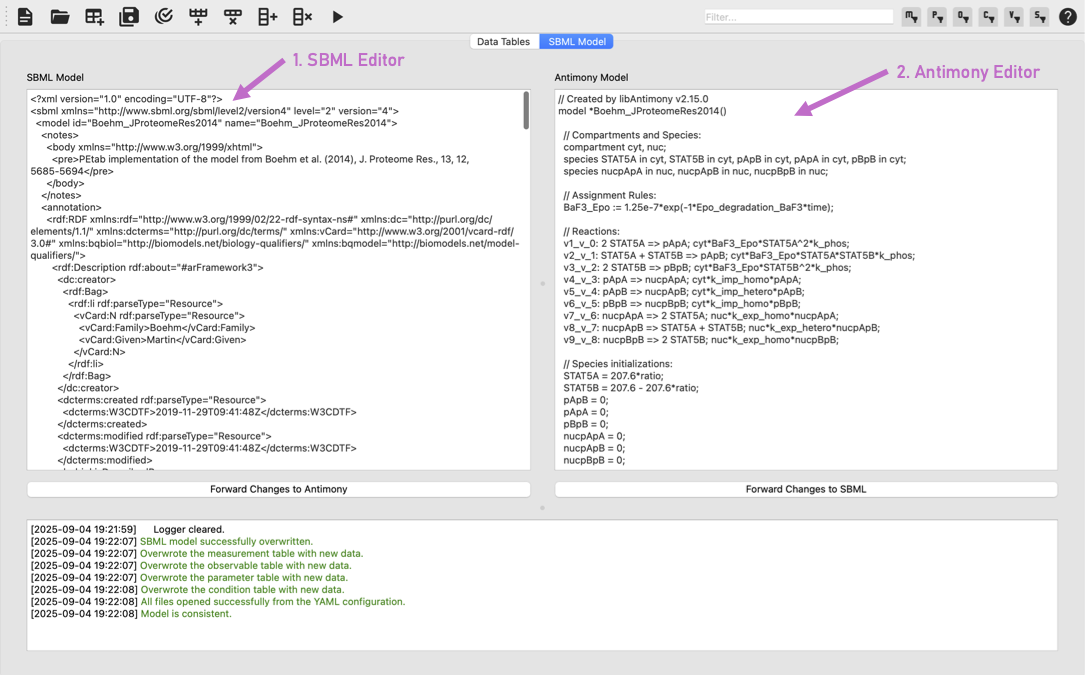 Filter...
M
P
O
C
V
S
?
Data Tables
SBML Model
1. SBML Editor
2. Antimony Editor
SBML Model
<?xml version="1.0" encoding="UTF-8"?>
<sbml xmlns="http://www.sbml.org/sbml/level2/version4" level="2" version="4">
<model id="Boehm_JProteomeRes2014" name="Boehm_JProteomeRes2014">
<notes>
<body xmlns="http://www.w3.org/1999/xhtml">
<pre>PEtab implementation of the model from Boehm et al. (2014), J. Proteome Res., 13, 12,
5685-5694</pre>
</body>
</notes>
<annotation>
<rdf:RDF xmlns:rdf="http://www.w3.org/1999/02/22-rdf-syntax-ns#" xmlns:dc="http://purl.org/dc/
elements/1.1/" xmlns:dcterms="http://purl.org/dc/terms/" xmlns:vCard="http://www.w3.org/2001/vcard-rdf/
3.0#" xmlns:bqbiol="http://biomodels.net/biology-qualifiers/" xmlns:bqmodel="http://biomodels.net/model-
qualifiers/">
<rdf:Description rdf:about="#arFramework3">
<dc:creator>
<rdf:Bag>
<rdf:li rdf:parseType="Resource">
<vCard:N rdf:parseType="Resource">
<vCard:Family>Boehm</vCard:Family>
<vCard:Given>Martin</vCard:Given>
</vCard:N>
</rdf:li>
</rdf:Bag>
</dc:creator>
<dcterms:created rdf:parseType="Resource">
<dcterms:W3CDTF>2019-11-29T09:41:48Z</dcterms:W3CDTF>
</dcterms:created>
<dcterms:modified rdf:parseType="Resource">
<dcterms:W3CDTF>2019-11-29T09:41:48Z</dcterms:W3CDTF>
</dcterms:modified>
Forward Changes to Antimony
Antimony Model
// Created by libAntimony v2.15.0
model *Boehm_JProteomeRes2014()
// Compartments and Species:
compartment cyt, nuc;
species STAT5A in cyt, STAT5B in cyt, pApB in cyt, pApA in cyt, pBpB in cyt;
species nucpApA in nuc, nucpApB in nuc, nucpBpB in nuc;
// Assignment Rules:
BaF3_Epo := 1.25e-7*exp(-1*Epo_degradation_BaF3*time);
// Reactions:
v1_v_0: 2 STAT5A => pApA; cyt*BaF3_Epo*STAT5A^2*k_phos;
v2_v_1: STAT5A + STAT5B => pApB; cyt*BaF3_Epo*STAT5A*STAT5B*k_phos;
v3_v_2: 2 STAT5B => pBpB; cyt*BaF3_Epo*STAT5B^2*k_phos;
v4_v_3: pApA => nucpApA; cyt*k_imp_homo*pApA;
v5_v_4: pApB => nucpApB; cyt*k_imp_hetero*pApB;
v6_v_5: pBpB => nucpBpB; cyt*k_imp_homo*pBpB;
v7_v_6: nucpApA => 2 STAT5A; nuc*k_exp_homo*nucpApA;
v8_v_7: nucpApB => STAT5A + STAT5B; nuc*k_exp_hetero*nucpApB;
v9_v_8: nucpBpB => 2 STAT5B; nuc*k_exp_homo*nucpBpB;
// Species initializations:
STAT5A = 207.6*ratio;
STAT5B = 207.6 - 207.6*ratio;
pApB = 0;
pApA = 0;
pBpB = 0;
nucpApA = 0;
nucpApB = 0;
nucpBpB = 0;
Forward Changes to SBML
[2025-09-04 19:21:59] Logger cleared.
[2025-09-04 19:22:07] SBML model successfully overwritten.
[2025-09-04 19:22:07] Overwrote the measurement table with new data.
[2025-09-04 19:22:07] Overwrote the observable table with new data.
[2025-09-04 19:22:07] Overwrote the parameter table with new data.
[2025-09-04 19:22:08] Overwrote the condition table with new data.
[2025-09-04 19:22:08] All files opened successfully from the YAML configuration.
[2025-09-04 19:22:08] Model is consistent.